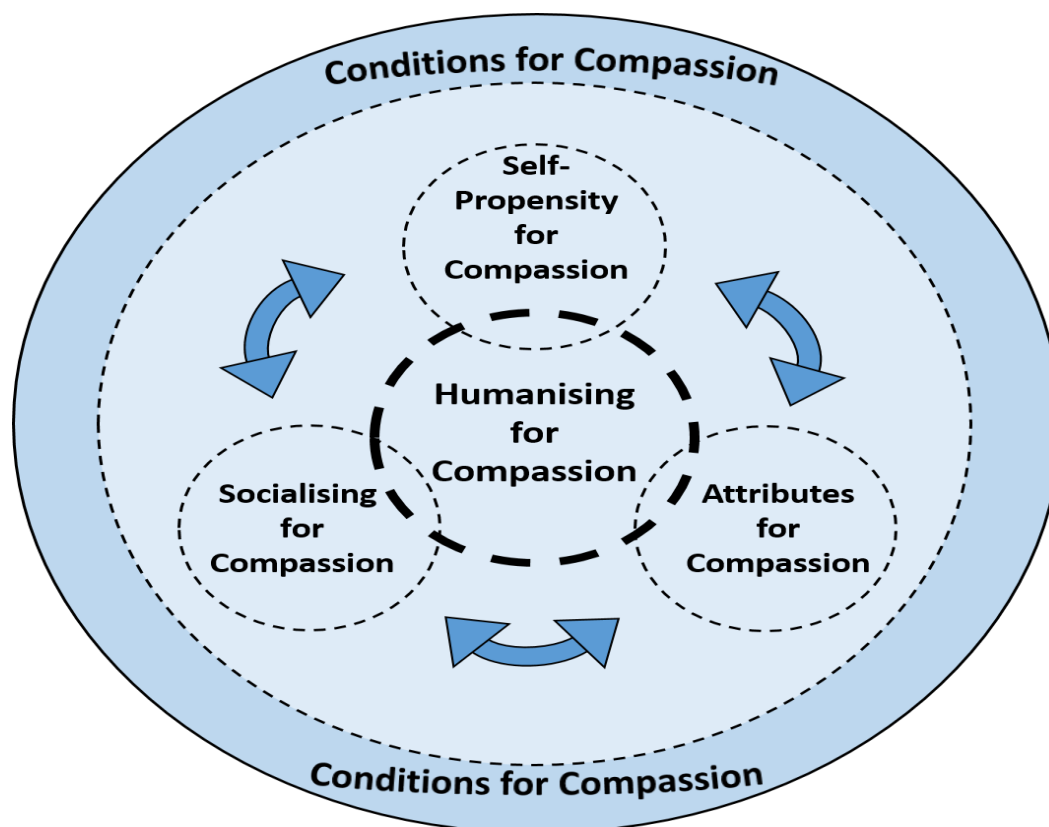 Conditions for Compassion
Self-
Propensity
for
Compassion
Humanising
for
Compassion
Socialising
for
Compassion
Attributes
for
Compassion
Conditions for Compassion